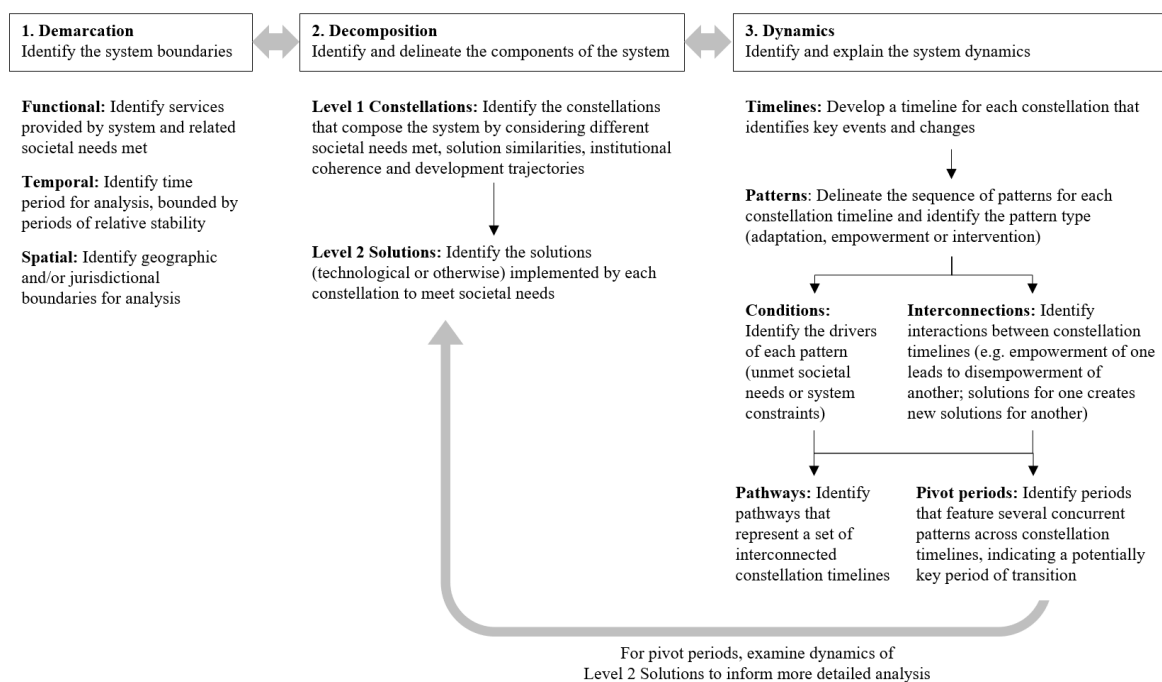 1. Demarcation
Identify the system boundaries
2. Decomposition
Identify and delineate the components of the system
3. Dynamics
Identify and explain the system dynamics
Functional: Identify services
provided by system and related
societal needs met
Temporal: Identify time
period for analysis, bounded by
periods of relative stability
Spatial: Identify geographic
and/or jurisdictional
boundaries for analysis
Level 1 Constellations: Identify the constellations
that compose the system by considering different
societal needs met, solution similarities, institutional
coherence and development trajectories
Level 2 Solutions: Identify the solutions
(technological or otherwise) implemented by each
constellation to meet societal needs
Timelines: Develop a timeline for each constellation that
identifies key events and changes
Patterns: Delineate the sequence of patterns for each
constellation timeline and identify the pattern type
(adaptation, empowerment or intervention)
Conditions:
Identify the drivers
of each pattern
(unmet societal
needs or system
constraints)
Interconnections: Identify
interactions between constellation
timelines (e.g. empowerment of one
leads to disempowerment of
another; solutions for one creates
new solutions for another)
Pathways: Identify
pathways that
represent a set of
interconnected
constellation timelines
Pivot periods: Identify periods
that feature several concurrent
patterns across constellation
timelines, indicating a potentially
key period of transition
For pivot periods, examine dynamics of
Level 2 Solutions to inform more detailed analysis